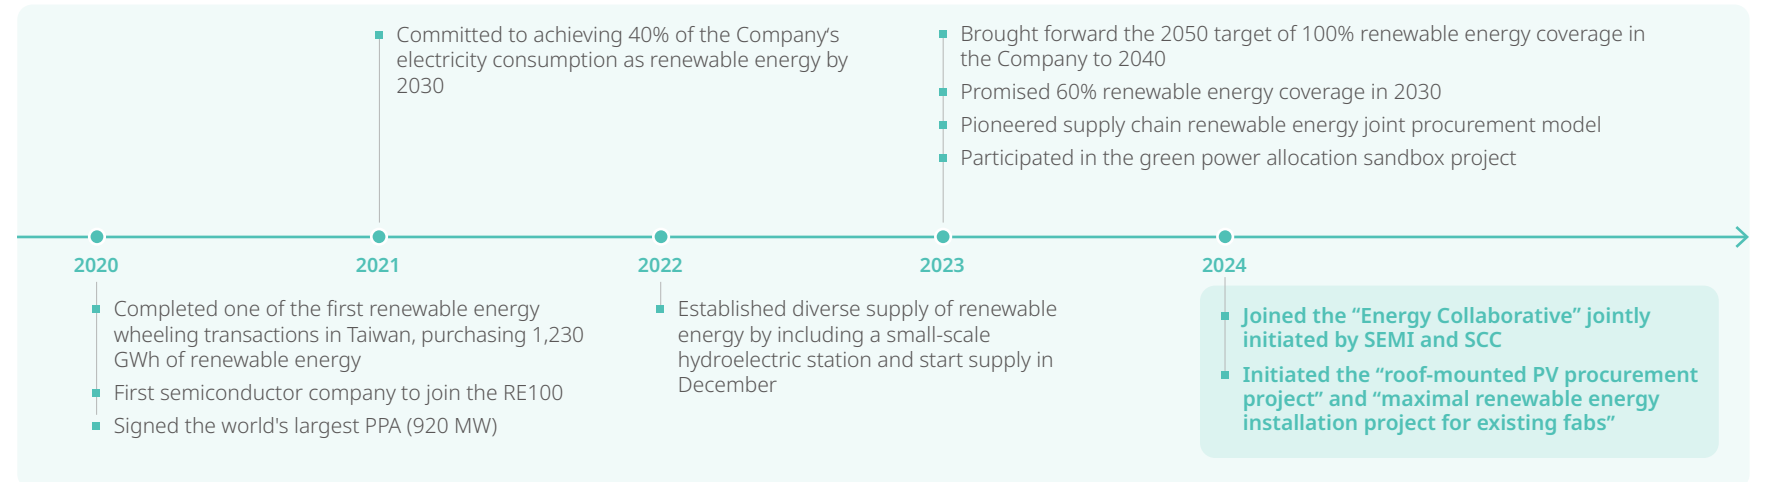 Committed to achieving 40% of the Company‘s
electricity consumption as renewable energy by
2030
Brought forward the 2050 target of 100% renewable energy coverage in
the Company to 2040
Promised 60% renewable energy coverage in 2030
Pioneered supply chain renewable energy joint procurement model
Participated in the green power allocation sandbox project
2020
2021
2022
2023
2024
Completed one of the first renewable energy
wheeling transactions in Taiwan, purchasing 1,230
GWh of renewable energy
First semiconductor company to join the RE100
Signed the world's largest PPA (920 MW)
Established diverse supply of renewable
energy by including a small-scale
hydroelectric station and start supply in
December
Joined the “Energy Collaborative” jointly
initiated by SEMI and SCC
Initiated the “roof-mounted PV procurement
project” and “maximal renewable energy
installation project for existing fabs”